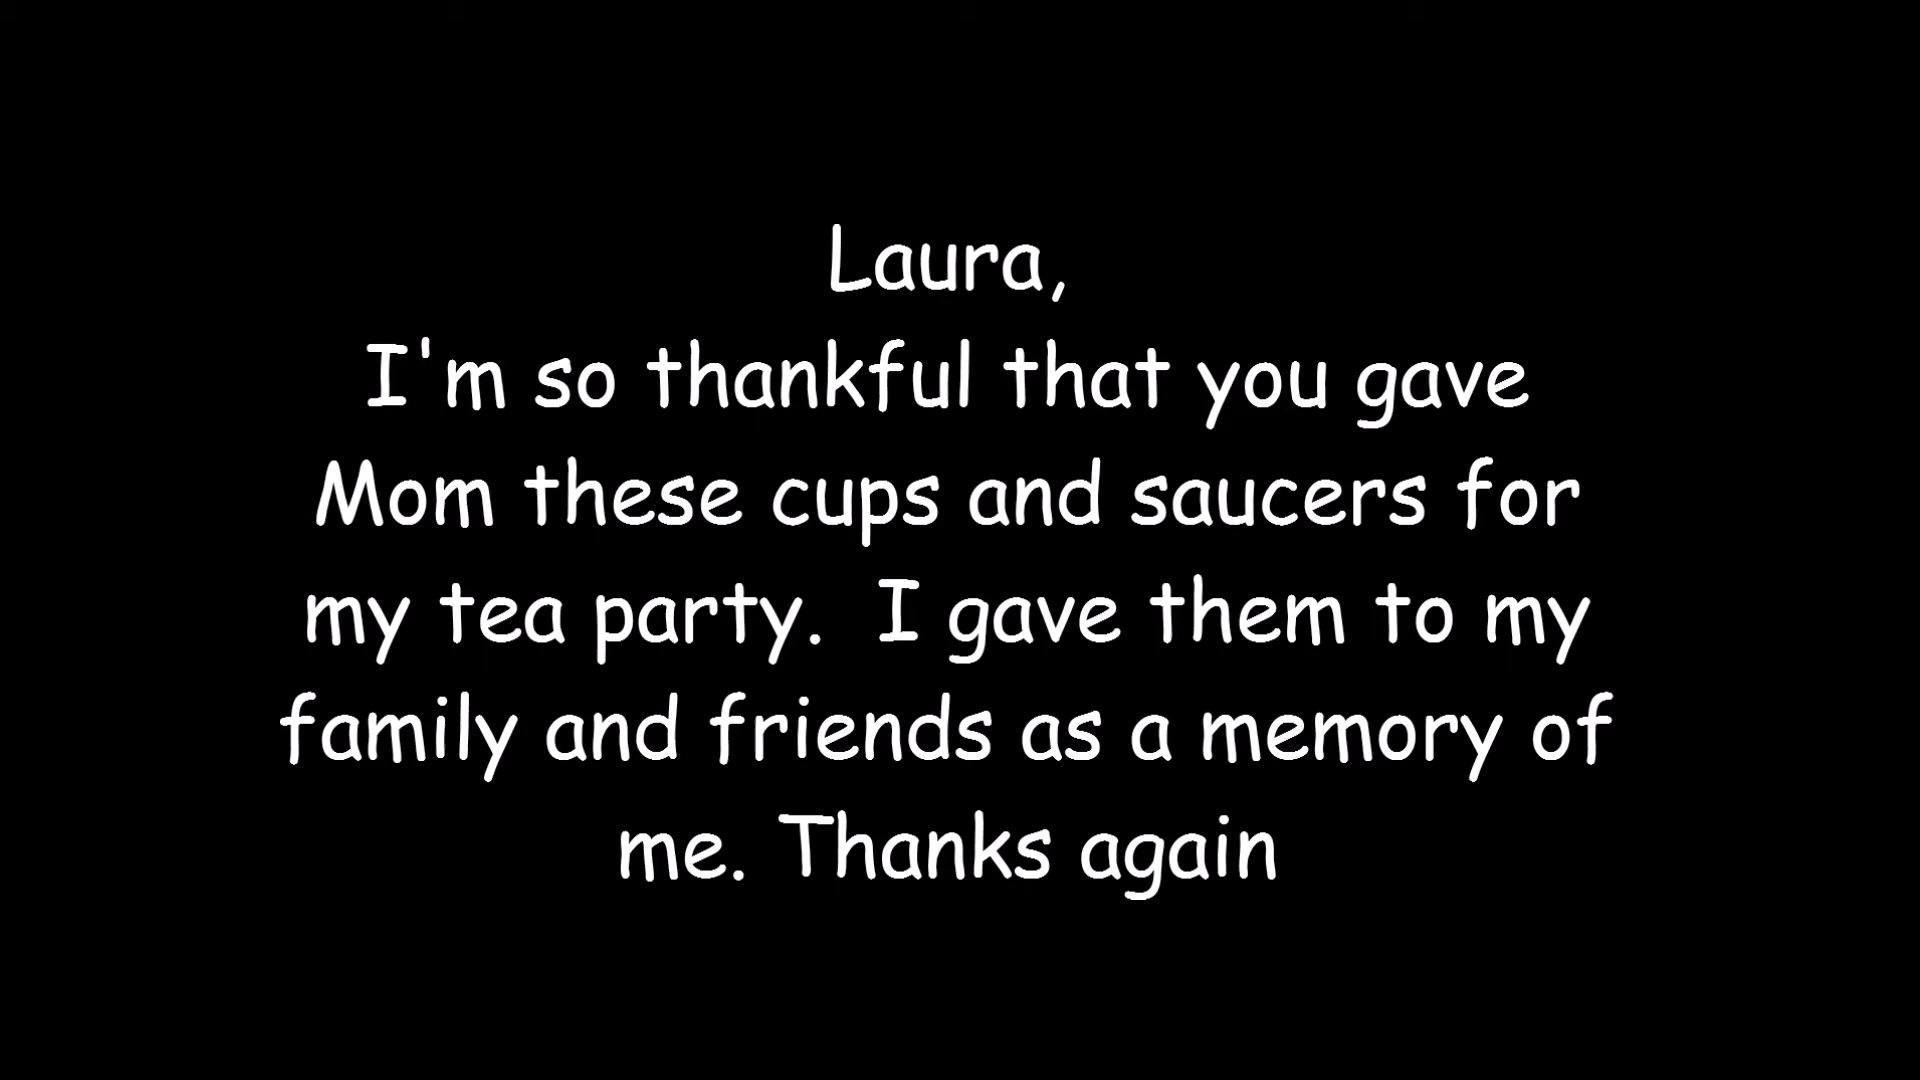 Laura,
I'm so thankful that you gave
Mom these cups and saucers for
my tea party.  I gave them to my
family and friends as a memory of
me. Thanks again